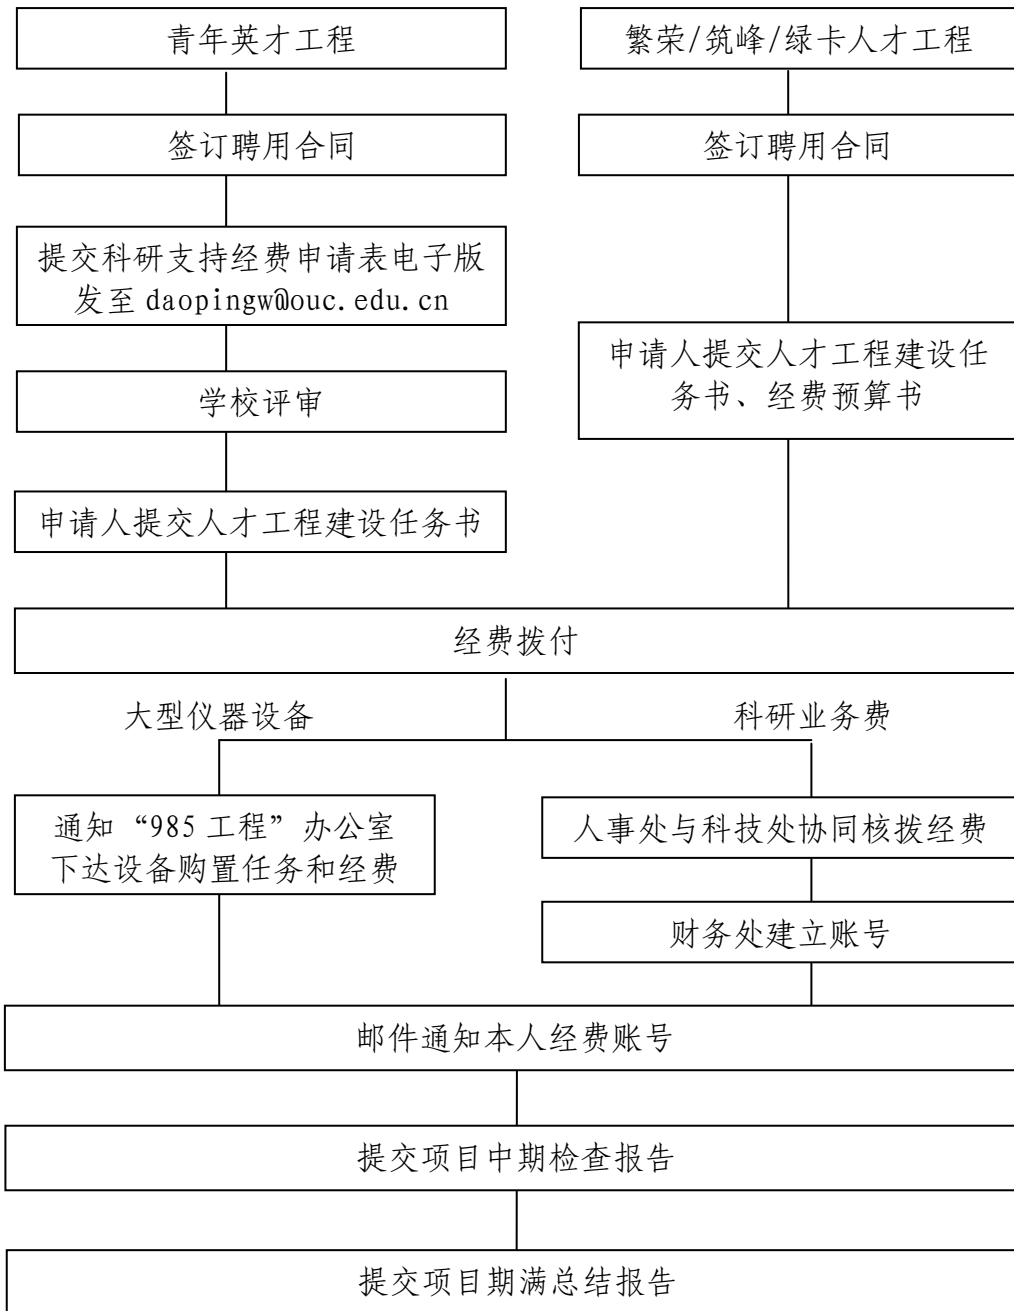 青年英才工程
繁荣/筑峰/绿卡人才工程
签订聘用合同
签订聘用合同
提交科研支持经费申请表电子版
发至 daopingw@ouc.edu.cn
申请人提交人才工程建设任
务书、经费预算书
学校评审
申请人提交人才工程建设任务书
经费拨付
大型仪器设备
科研业务费
通知“985 工程”办公室
下达设备购置任务和经费
人事处与科技处协同核拨经费
财务处建立账号
邮件通知本人经费账号
提交项目中期检查报告
提交项目期满总结报告